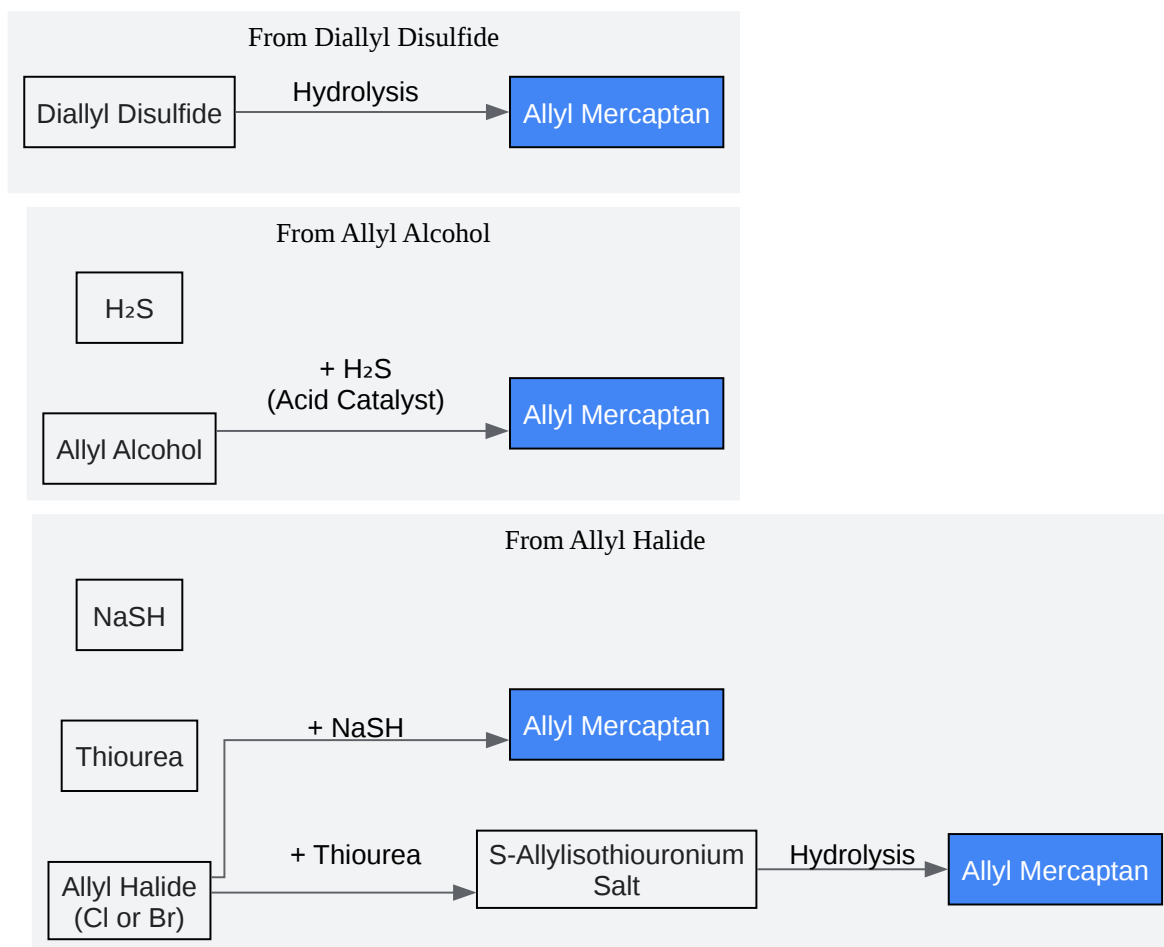 From Diallyl Disulfide
Diallyl Disulfide
Hydrolysis
Allyl Mercaptan
From Allyl Alcohol
H₂S
+ H₂S
(Acid Catalyst)
Allyl Alcohol
Allyl Mercaptan
From Allyl Halide
NaSH
Thiourea
+ NaSH
Allyl Mercaptan
Allyl Halide
(Cl or Br)
+ Thiourea
S-Allylisothiouronium
Salt
Hydrolysis
Allyl Mercaptan